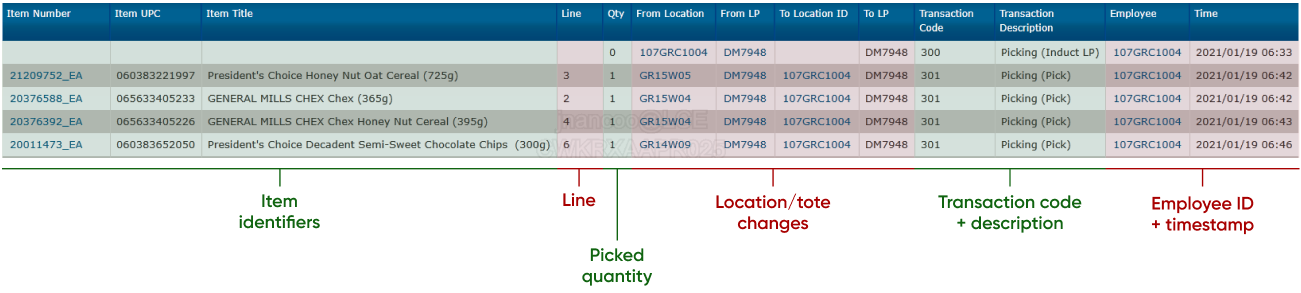 Item Number Item UPC Item Title Line Qty From Location From LP To Location ID To LP Transaction Code Transaction Description Employee Time
0 107GRC1004 DM7948 DM7948 300 Picking (Induct LP) 107GRC1004 2021/01/19 06:33
21209752_EA 060383221997 President's Choice Honey Nut Oat Cereal (725g) 3 1 GR15W05 DM7948 107GRC1004 DM7948 301 Picking (Pick) 107GRC1004 2021/01/19 06:42
20376588_EA 065633405233 GENERAL MILLS CHEX Chex (365g) 2 1 GR15W04 DM7948 107GRC1004 DM7948 301 Picking (Pick) 107GRC1004 2021/01/19 06:42
20376392_EA 065633405226 GENERAL MILLS CHEX Chex Honey Nut Cereal (395g) 4 1 GR15W04 DM7948 107GRC1004 DM7948 301 Picking (Pick) 107GRC1004 2021/01/19 06:43
20011473_EA 060383652050 President's Choice Decadent Semi-Sweet Chocolate Chips (300g) 6 1 GR14W09 DM7948 107GRC1004 DM7948 301 Picking (Pick) 107GRC1004 2021/01/19 06:46
Item
identifiers
Line
Picked
quantity
Location/tote
changes
Transaction code
+ description
Employee ID
+ timestamp